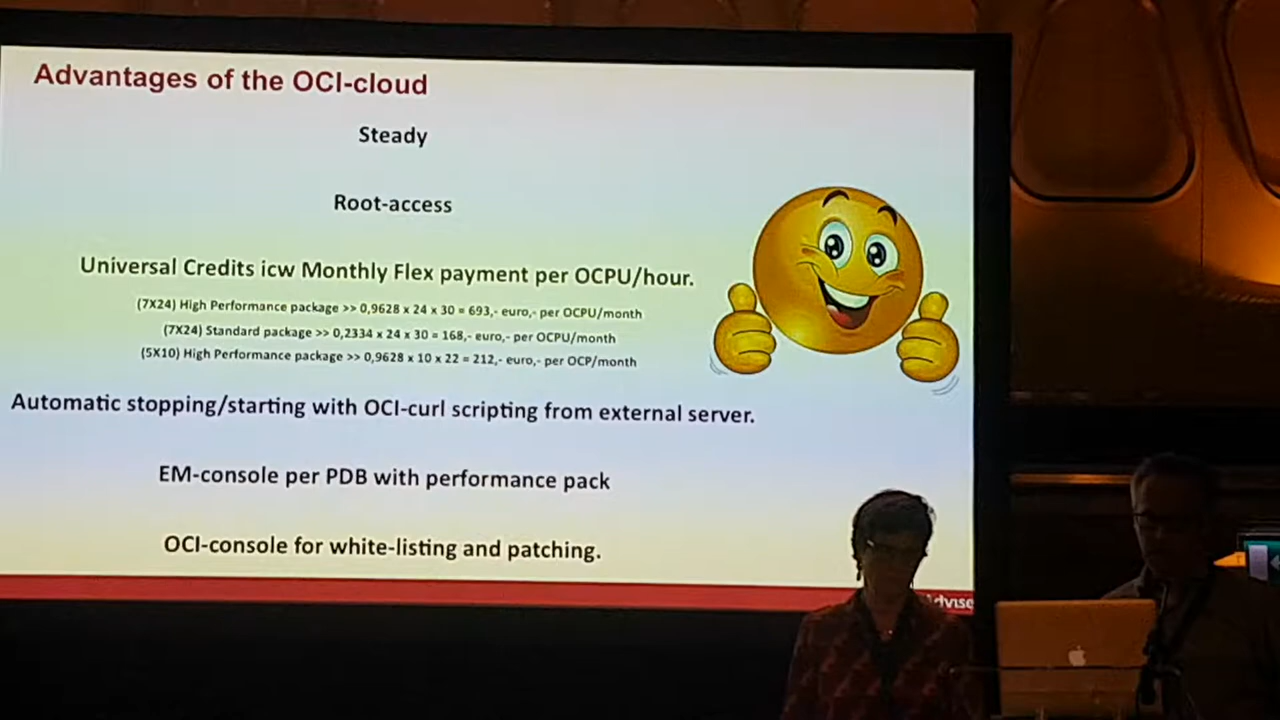 Advantages of the OCI-cloud
Steady
Root-access
Universal Credits icw Monthly Flex payment per OCPU/hour.
(7X24) High Performance package >> 0,9628 x 24 x 30 = 693,- euro,- per OCPU/month
(7X24) Standard package >> 0,2334 x 24 x 30 = 168,- euro,- per OCPU/month
(5X10) High Performance package >> 0,9628 x 10 x 22 = 212,- euro,- per OCP/month
Automatic stopping/starting with OCI-curl scripting from external server.
EM-console per PDB with performance pack
OCI-console for white-listing and patching.